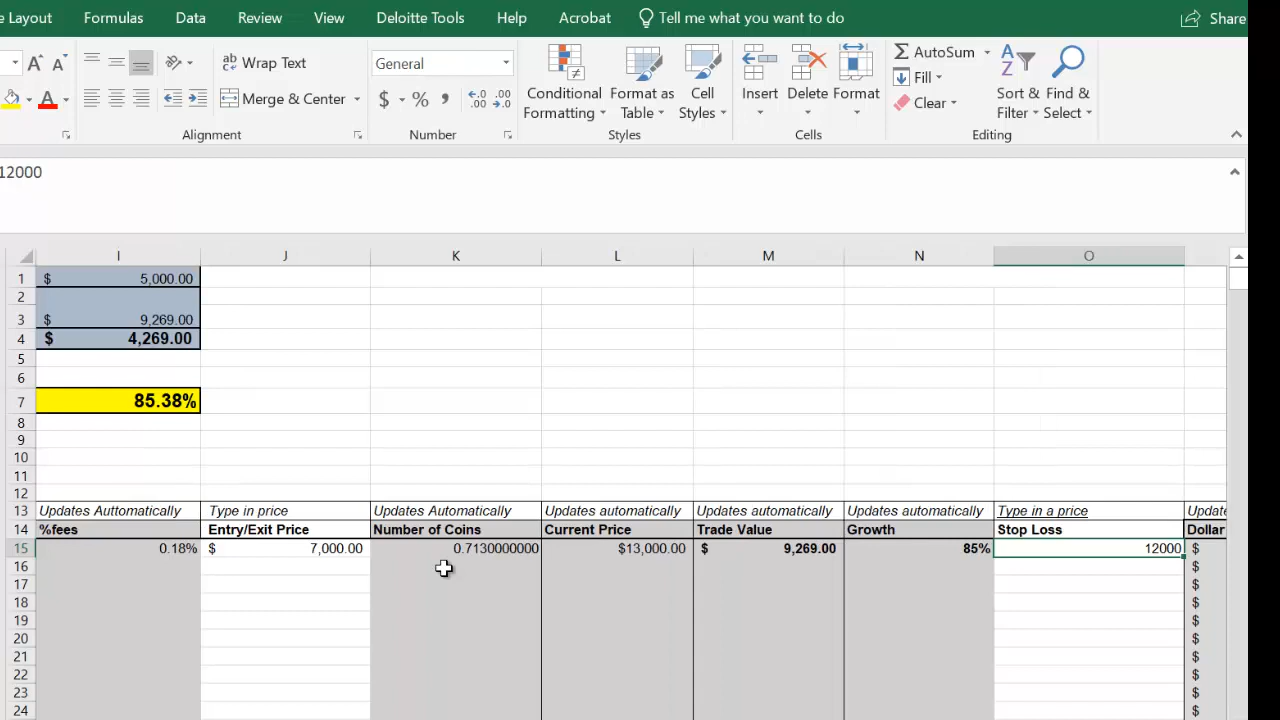 e Layout Formulas Data Review View Deloitte Tools Help Acrobat Tell me what you want to do Share
A A ab Wrap Text General AutoSum
Fill
A Merge & Center $ % , .00 .00 Conditional Format as Cell Insert Delete Format Clear Sort & Find &
Formatting Table Styles Filter Select
Alignment Number Styles Cells Editing
12000
I J K L M N O
1 $ 5,000.00
2
3 $ 9,269.00
4 $ 4,269.00
5
6
7 85.38%
8
9
10
11
12
13 Updates Auttomatically Type in price Updates Automatically Updates automatically Updates automatically Updates automatically Type in a price Update
14 %fees Entry/Exit Price Number of Coins Current Price Trade Value Growth Stop Loss Dollar
15 0.18% $ 7,000.00 0.7130000000 $13,000.00 $ 9,269.00 85% 12000 $
16 $
17 $
18 $
19 $
20 $
21 $
22 $
23 $
24 $